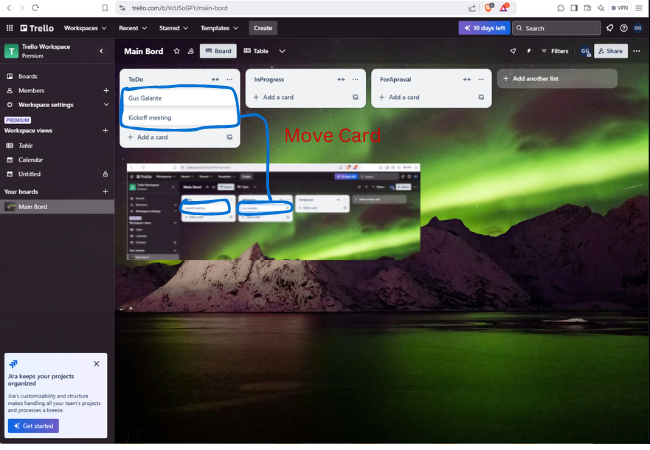 trello.com/b/VcUSoGFY/main-bord
VPN
Trello
Workspaces
Recent
Starred
Templates
Create
10 days left
Search
GG
T
Trello Workspace
Premium
Main Bord
Board
Table
Filters
GG
Share
Boards
Members
Workspace settings
PREMIUM
Workspace views
Table
Calendar
Untitled
Your boards
Main Bord
ToDo
Gus Galante
Kickoff meeting
+ Add a card
InProgress
+ Add a card
ForAproval
+ Add a card
+ Add another list
Move Card
Jira keeps your projects
organized
Jira's customizability and structure
makes handling all your team's projects
and processes a breeze.
Get started